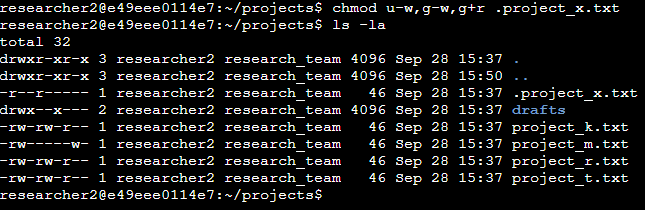 researcher2@e49eee0114e7:~/projects$ chmod u-w,g-w,g+r .project_x.txt
researcher2@e49eee0114e7:~/projects$ ls -la
total 32
drwxr-xr-x 3 researcher2 research_team 4096 Sep 28 15:37 .
drwxr-xr-x 3 researcher2 research_team 4096 Sep 28 15:50 ..
-r--r----- 1 researcher2 research_team   46 Sep 28 15:37 .project_x.txt
drwx--x--- 2 researcher2 research_team 4096 Sep 28 15:37 drafts
-rw-rw-r-- 1 researcher2 research_team   46 Sep 28 15:37 project_k.txt
-rw-----w- 1 researcher2 research_team   46 Sep 28 15:37 project_m.txt
-rw-rw-r-- 1 researcher2 research_team   46 Sep 28 15:37 project_r.txt
-rw-rw-r-- 1 researcher2 research_team   46 Sep 28 15:37 project_t.txt
researcher2@e49eee0114e7:~/projects$